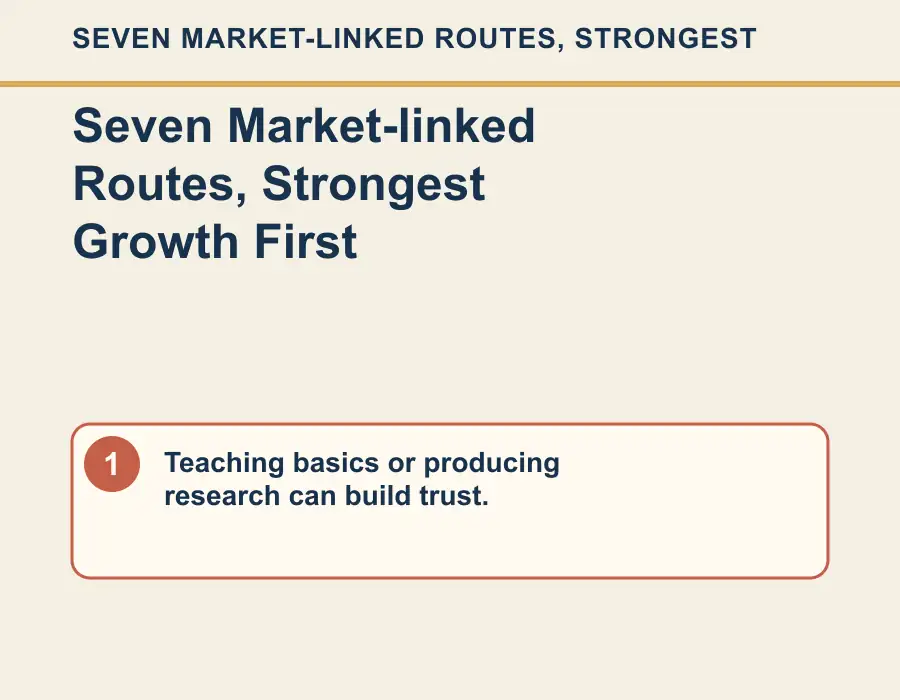 SEVEN MARKET-LINKED ROUTES, STRONGEST
Seven Market-linked
Routes, Strongest
Growth First
1
Teaching basics or producing
research can build trust.